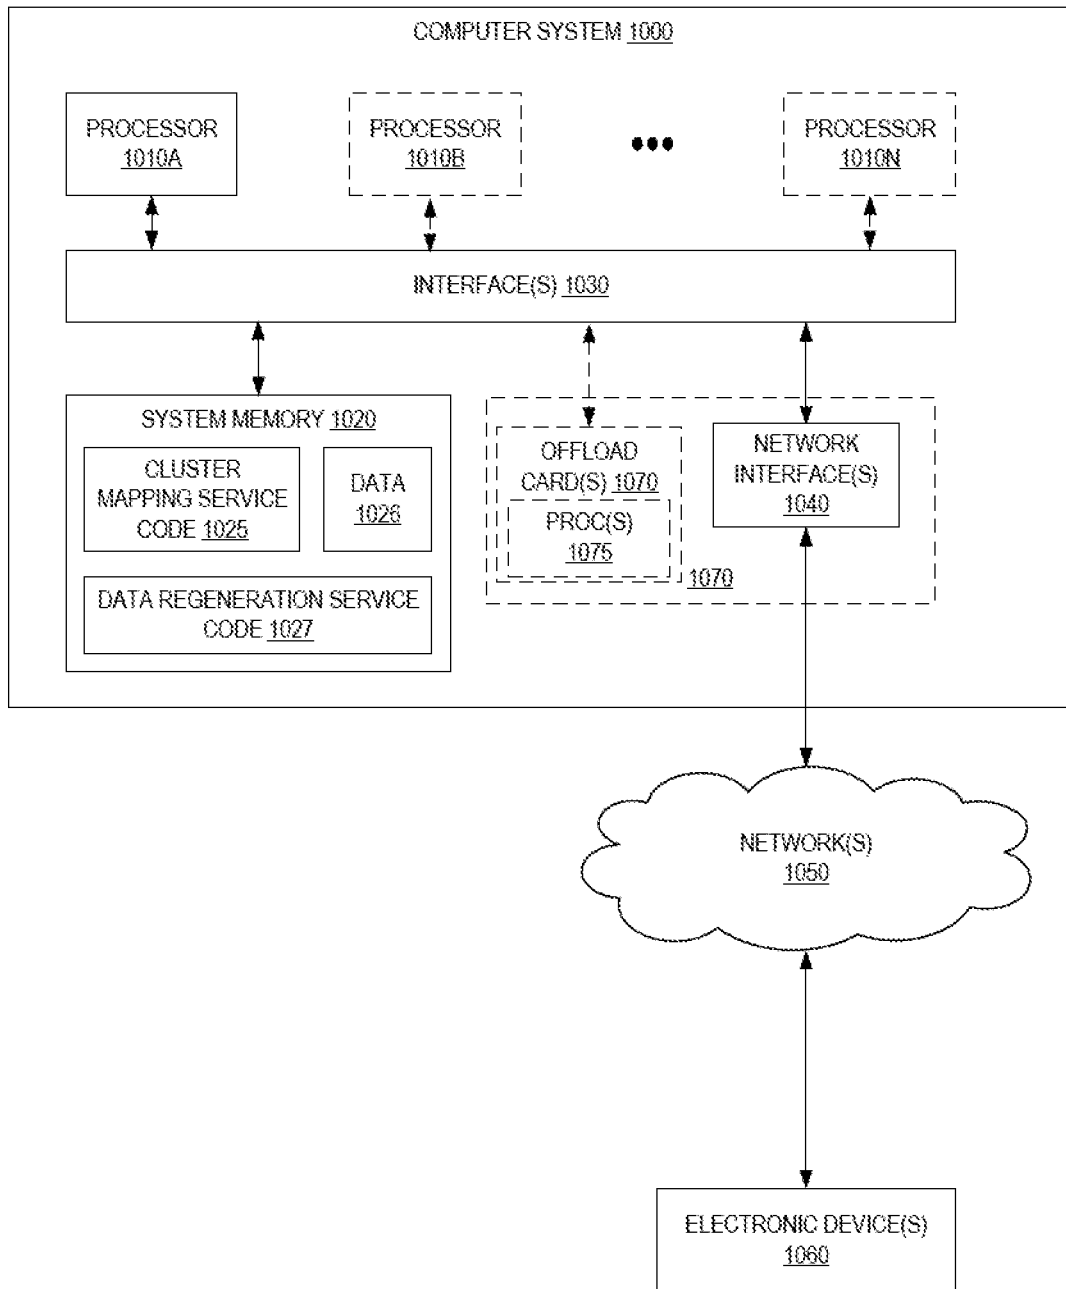 COMPUTER SYSTEM 1000
PROCESSOR
1010A
PROCESSOR
1010B
PROCESSOR
1010N
INTERFACE(S) 1030
SYSTEM MEMORY 1020
CLUSTER
MAPPING SERVICE
CODE 1025
DATA
1026
DATA REGENERATION SERVICE
CODE 1027
OFFLOAD
CARD(S) 1070
PROC(S)
1075
1070
NETWORK
INTERFACE(S)
1040
NETWORK(S)
1050
ELECTRONIC DEVICE(S)
1060